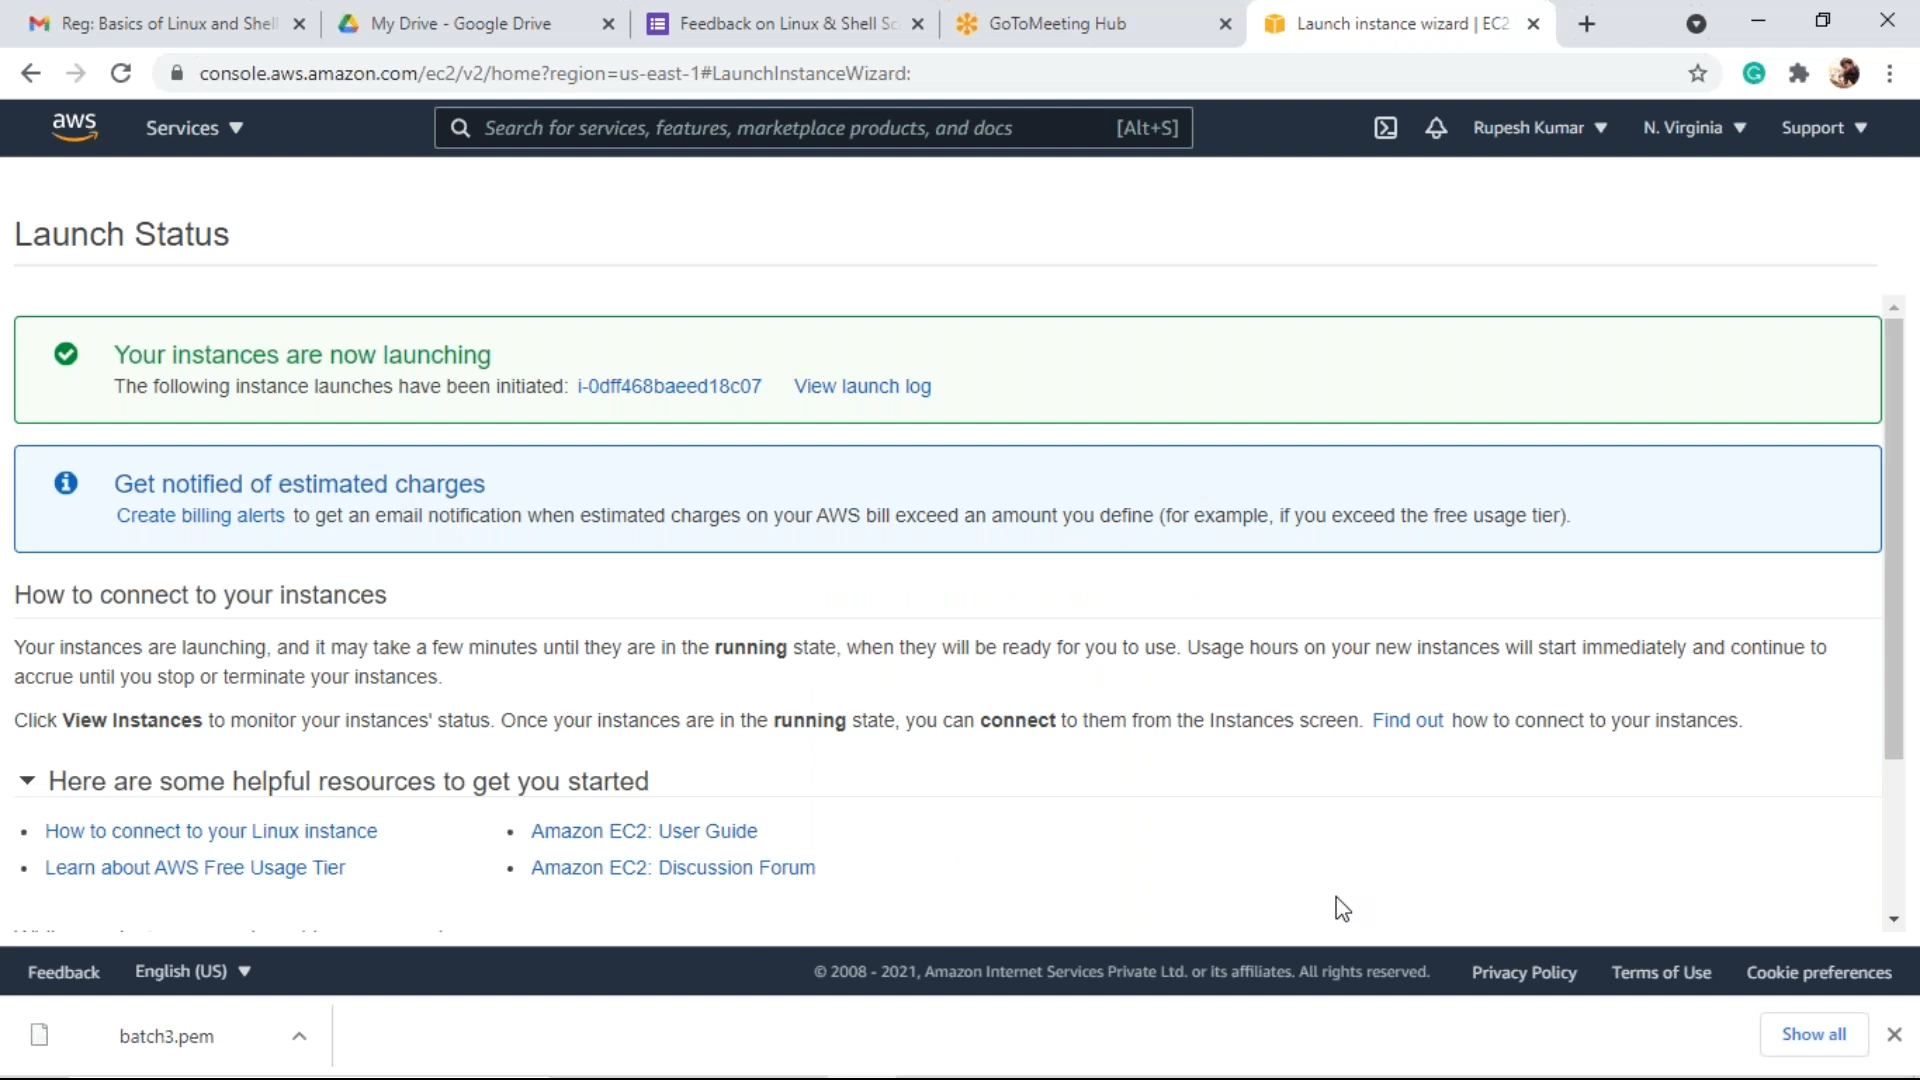 Reg: Basics of Linux and Shell
My Drive - Google Drive
Feedback on Linux & Shell Sc
GoToMeeting Hub
Launch instance wizard | EC2
console.aws.amazon.com/ec2/v2/home?region=us-east-1#LaunchInstanceWizard:
aws
Services
Search for services, features, marketplace products, and docs
[Alt+S]
Rupesh Kumar
N. Virginia
Support
Launch Status
Your instances are now launching
The following instance launches have been initiated: i-0dff468baeed18c07 View launch log
Get notified of estimated charges
Create billing alerts to get an email notification when estimated charges on your AWS bill exceed an amount you define (for example, if you exceed the free usage tier).
How to connect to your instances
Your instances are launching, and it may take a few minutes until they are in the running state, when they will be ready for you to use. Usage hours on your new instances will start immediately and continue to
accrue until you stop or terminate your instances.
Click View Instances to monitor your instances' status. Once your instances are in the running state, you can connect to them from the Instances screen. Find out how to connect to your instances.
Here are some helpful resources to get you started
• How to connect to your Linux instance
• Amazon EC2: User Guide
• Learn about AWS Free Usage Tier
• Amazon EC2: Discussion Forum
Feedback
English (US)
© 2008 - 2021, Amazon Internet Services Private Ltd. or its affiliates. All rights reserved.
Privacy Policy
Terms of Use
Cookie preferences
batch3.pem
Show all